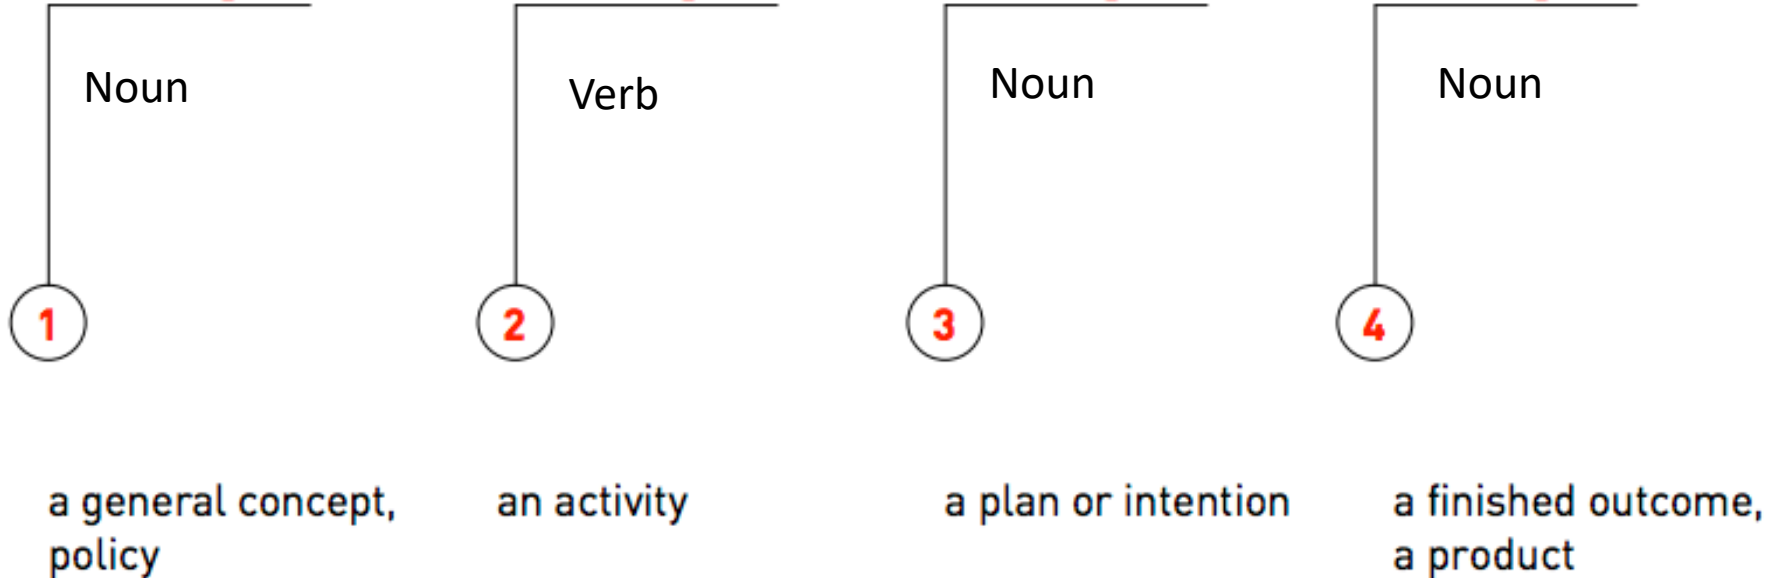 Noun
Verb
Noun
Noun
1
2
3
4
a general concept,
policy
an activity
a plan or intention
a finished outcome,
a product